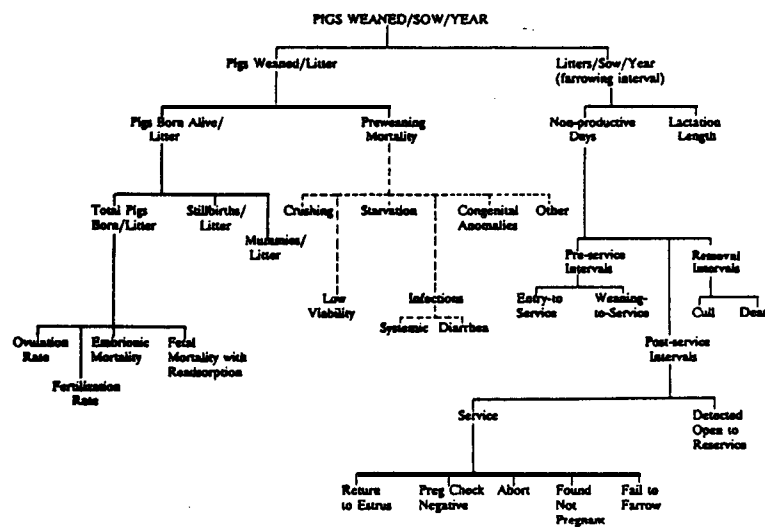 PIGS WEANED/SOW/YEAR
Pigs Weaned/Litter
Litters/Sow/Year
(farrowing interval)
Pigs Born Alive/
Litter
Preweaning
Mortality
Non-productive
Days
Lactation
Length
Total Pigs
Born/Litter
Stillbirths/
Litter
Mummies/
Litter
Crushing
Starvation
Congenital
Anomalies
Other
Low
Viability
Infections
Systemic
Diarrhea
Pre-service
Intervals
Removal
Intervals
Entry-to
Service
Weaning-
to-Service
Cull
Dead
Post-service
Intervals
Ovulation
Rate
Embrionic
Mortality
Fetal
Mortality with
Readsorption
Fertilization
Rate
Service
Detected
Open to
Reservice
Return
to Estrus
Preg Check
Negative
Abort
Found
Not
Pregnant
Fail to
Farrow